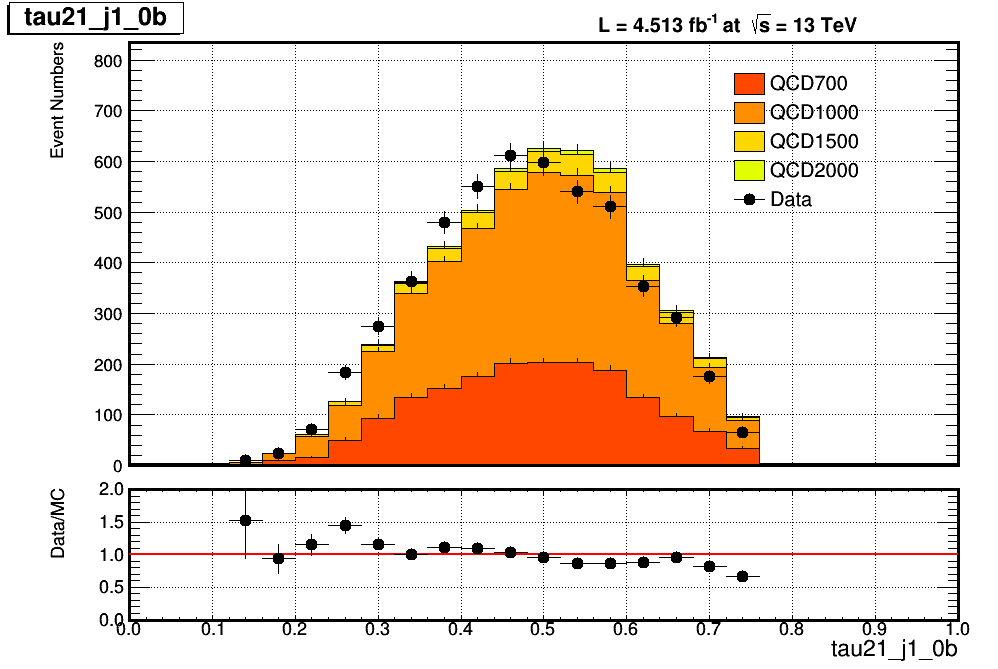 tau21_j1_0b
L = 4.513 fb⁻¹ at √s = 13 TeV
Event Numbers
800
700
600
500
400
300
200
100
0
QCD700
QCD1000
QCD1500
QCD2000
Data
Data/MC
2.0
1.5
1.0
0.5
0.0
0.0 0.1 0.2 0.3 0.4 0.5 0.6 0.7 0.8 0.9 1.0
tau21_j1_0b